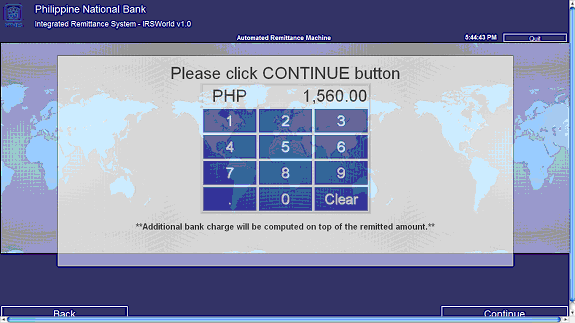 Philippine National Bank
Integrated Remittance System - IRSWorld v1.0
Automated Remittance Machine
5:44:43 PM
Quit
Please click CONTINUE button
PHP 1,560.00
1 2 3
4 5 6
7 8 9
. 0 Clear
**Additional bank charge will be computed on top of the remitted amount.**
Back
Continue